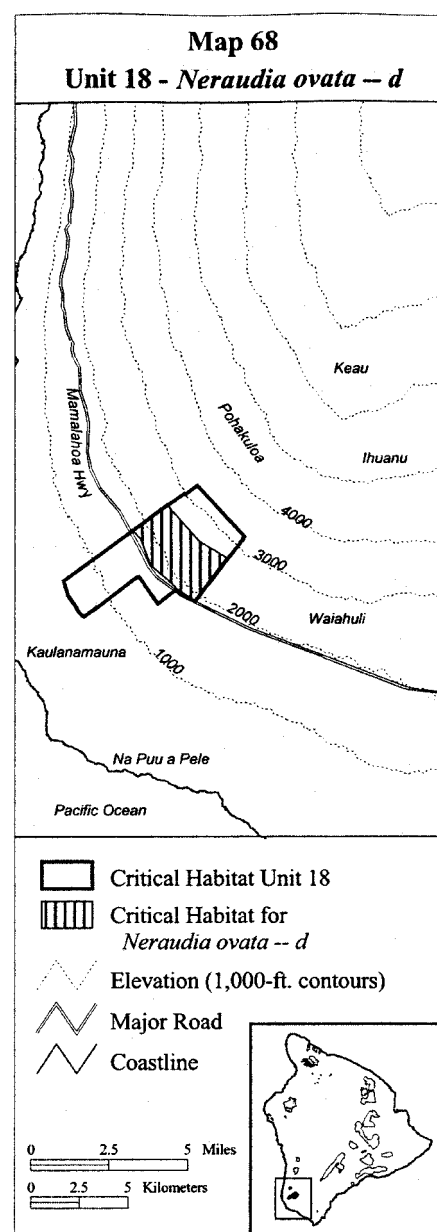 Map 68
Unit 18 - Neraudia ovata -- d
Keau
Mamalahoa Hwy
Pohakuloa
Ihuanu
4000
3000
2000
Waiahuli
Kaulanamauna
1000
Na Puu a Pele
Pacific Ocean
Critical Habitat Unit 18
Critical Habitat for
Neraudia ovata -- d
Elevation (1,000-ft. contours)
Major Road
Coastline
0 2.5 5 Miles
0 2.5 5 Kilometers